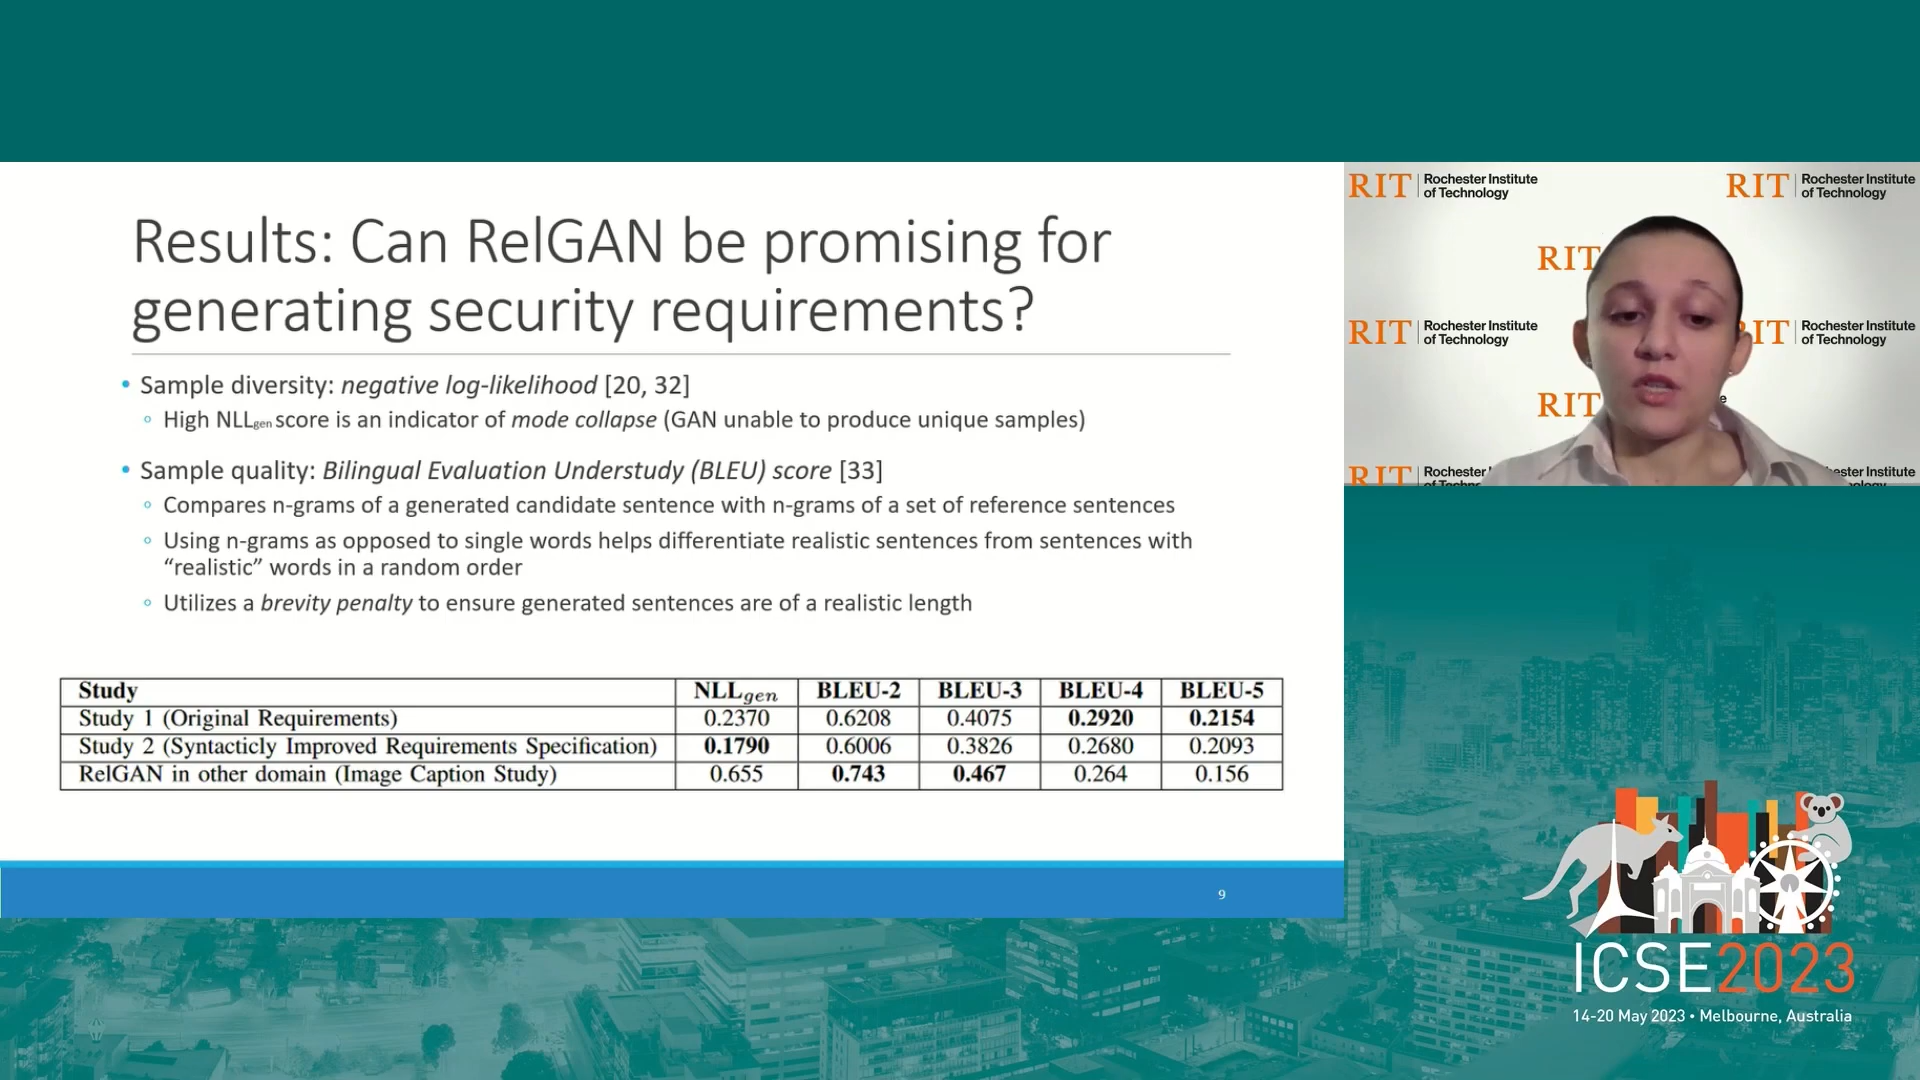 Results: Can RelGAN be promising for
generating security requirements?
• Sample diversity: negative log-likelihood [20, 32]
◦ High NLLgen score is an indicator of mode collapse (GAN unable to produce unique samples)
• Sample quality: Bilingual Evaluation Understudy (BLEU) score [33]
◦ Compares n-grams of a generated candidate sentence with n-grams of a set of reference sentences
◦ Using n-grams as opposed to single words helps differentiate realistic sentences from sentences with
“realistic” words in a random order
◦ Utilizes a brevity penalty to ensure generated sentences are of a realistic length
Study NLLgen BLEU-2 BLEU-3 BLEU-4 BLEU-5
Study 1 (Original Requirements) 0.2370 0.6208 0.4075 0.2920 0.2154
Study 2 (Syntacticly Improved Requirements Specification) 0.1790 0.6006 0.3826 0.2680 0.2093
RelGAN in other domain (Image Caption Study) 0.655 0.743 0.467 0.264 0.156
9
RIT | Rochester Institute of Technology
RIT | Rochester Institute of Technology
RIT
RIT | Rochester Institute of Technology
RIT | Rochester Institute of Technology
RIT
RIT | Rochester
Institute
ICSE2023
14-20 May 2023 • Melbourne, Australia